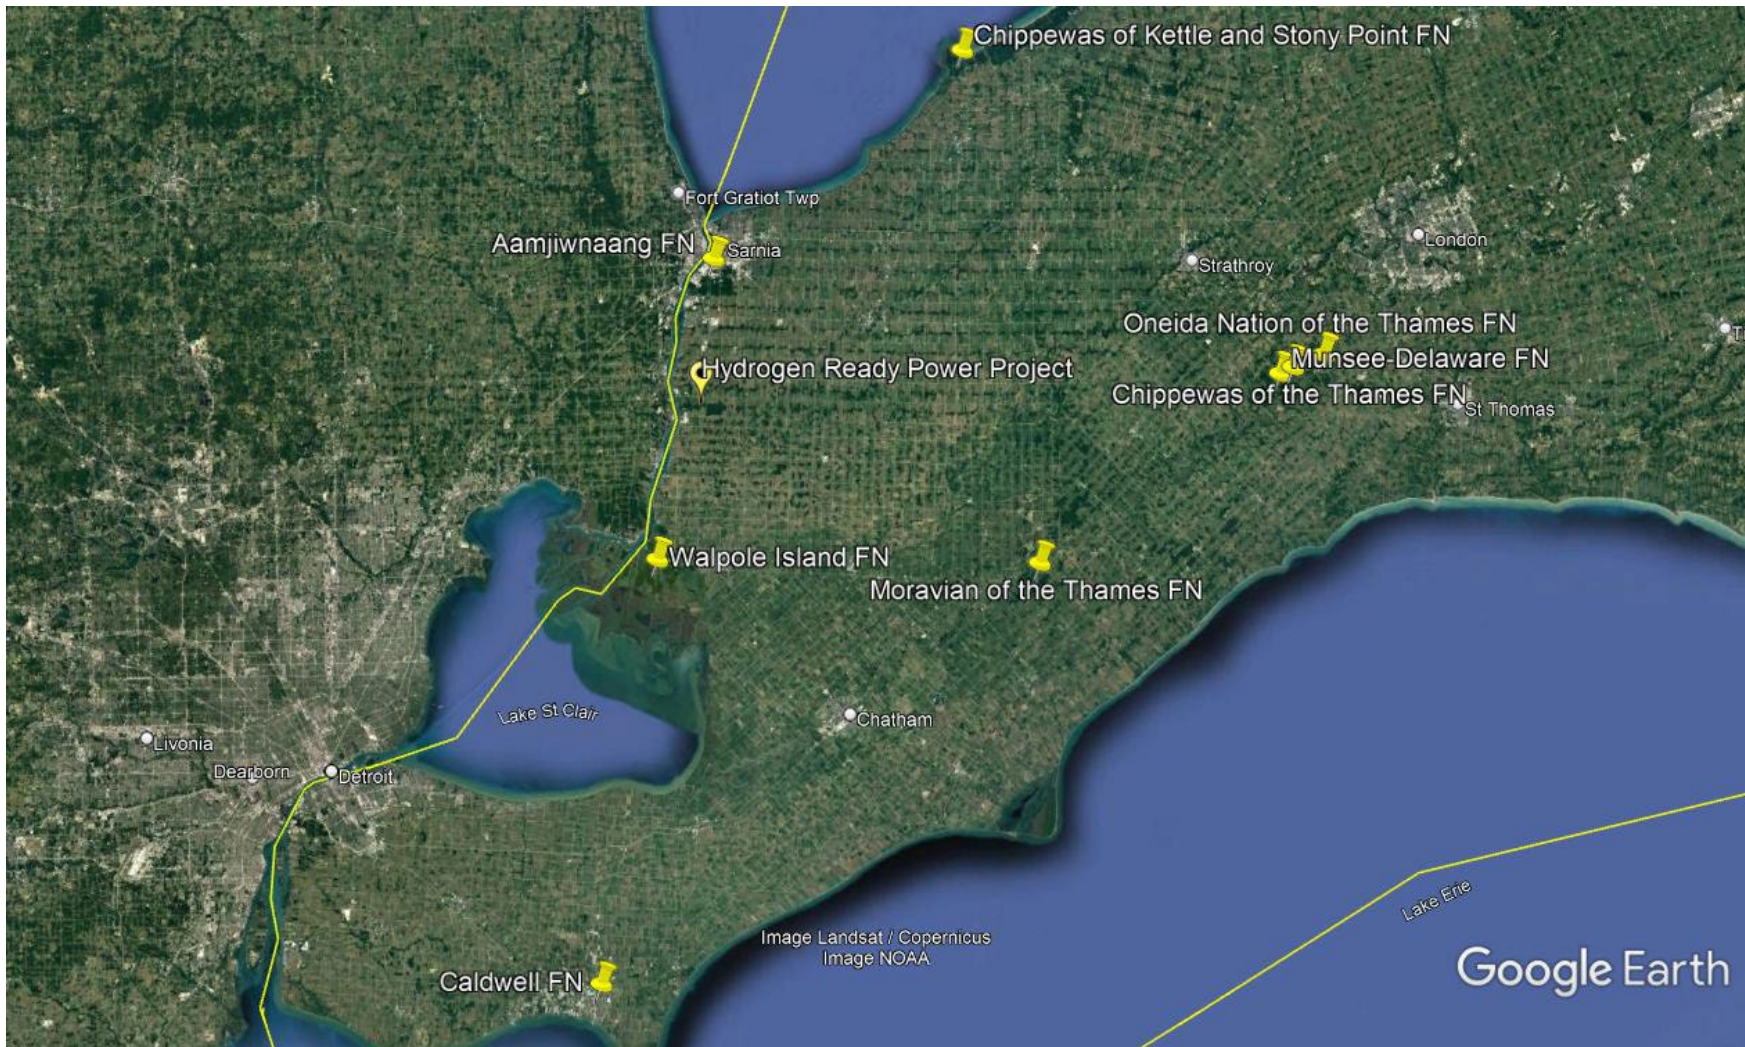 Chippewas of Kettle and Stony Point FN
Fort Gratiot Twp
Aamjiwnaang FN
Sarnia
London
Strathroy
Oneida Nation of the Thames FN
T
Munsee-Delaware FN
Hydrogen Ready Power Project
Chippewas of the Thames FN
St Thomas
Walpole Island FN
Moravian of the Thames FN
Lake St Clair
Chatham
Livonia
Dearborn
Detroit
Lake Erie
Image Landsat / Copernicus
Image NOAA
Google Earth
Caldwell FN